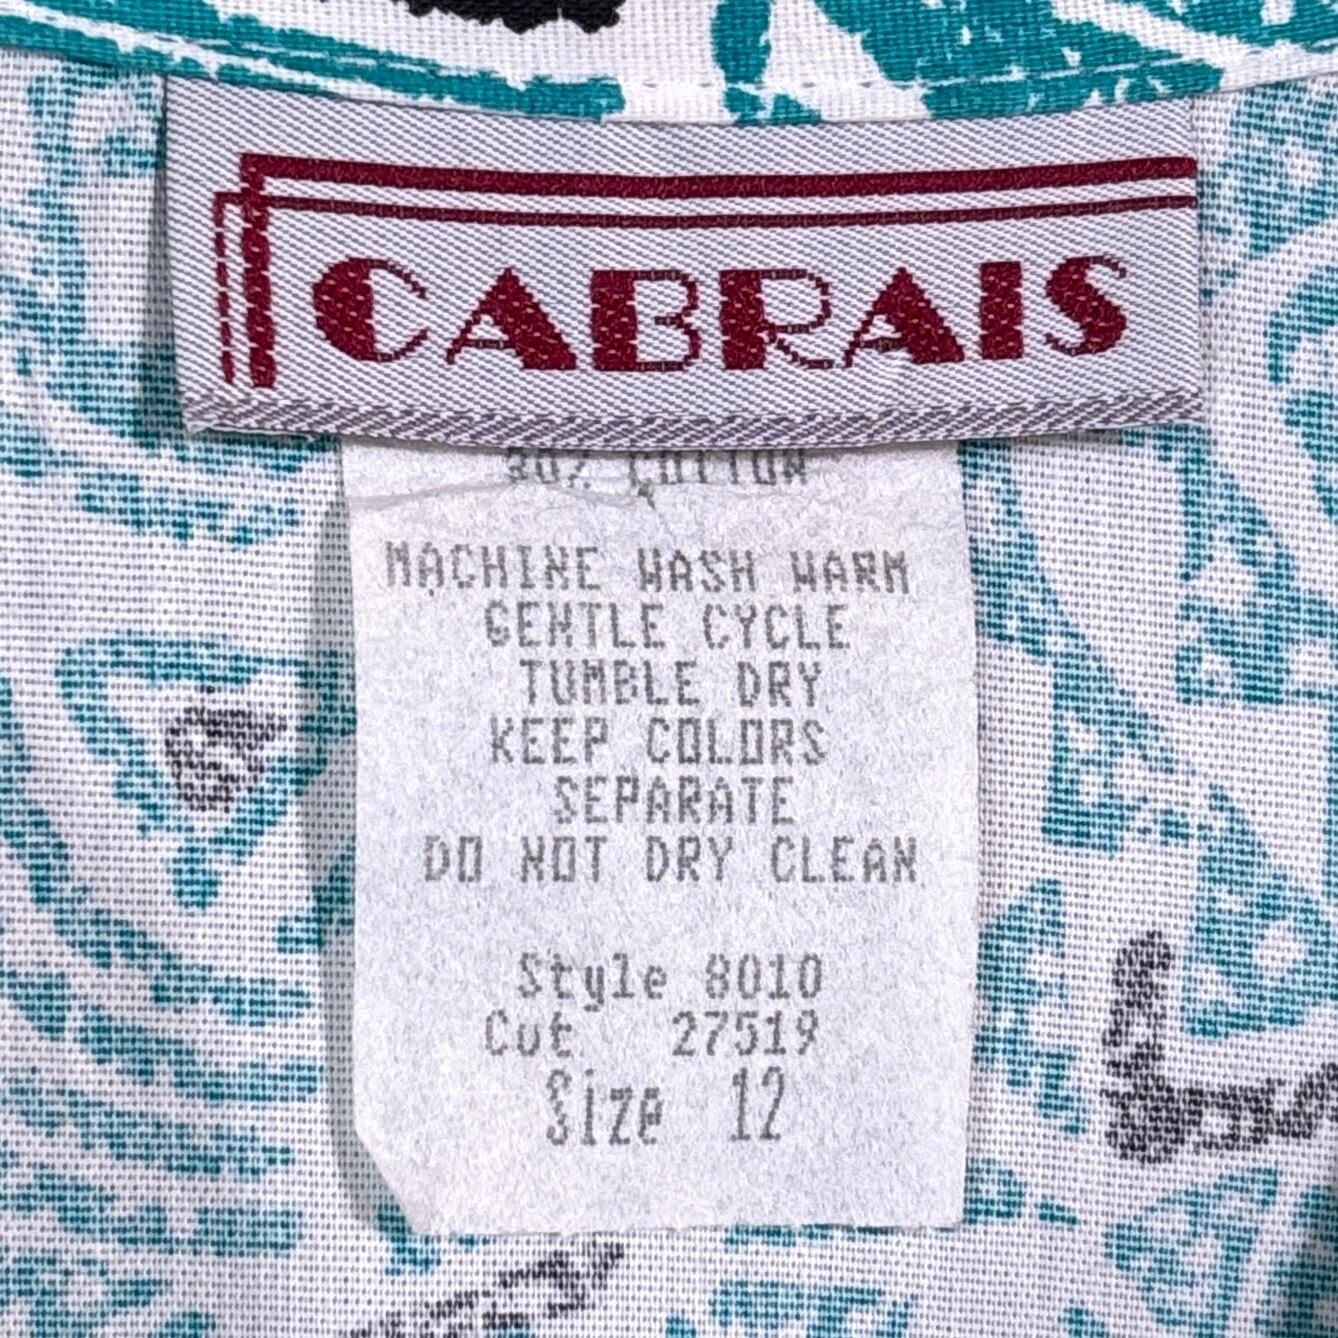 CABRAIS
COTTON
MACHINE WASH WARM
GENTLE CYCLE
TUMBLE DRY
KEEP COLORS
SEPARATE
DO NOT DRY CLEAN
Style 8010
Cut 27519
Size 12